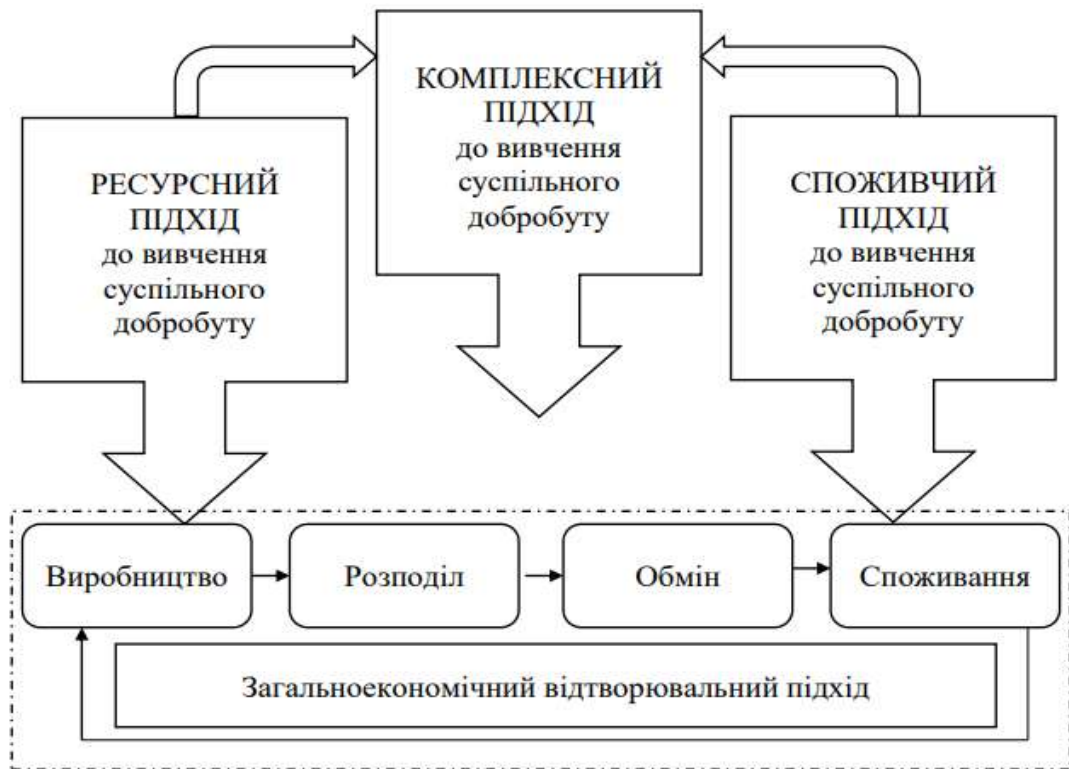 КОМПЛЕКСНИЙ
ПІДХІД
до вивчення
суспільного
добробуту
РЕСУРСНИЙ
ПІДХІД
до вивчення
суспільного
добробуту
СПОЖИВЧИЙ
ПІДХІД
до вивчення
суспільного
добробуту
Виробництво
Розподіл
Обмін
Споживання
Загальноекономічний відтворювальний підхід